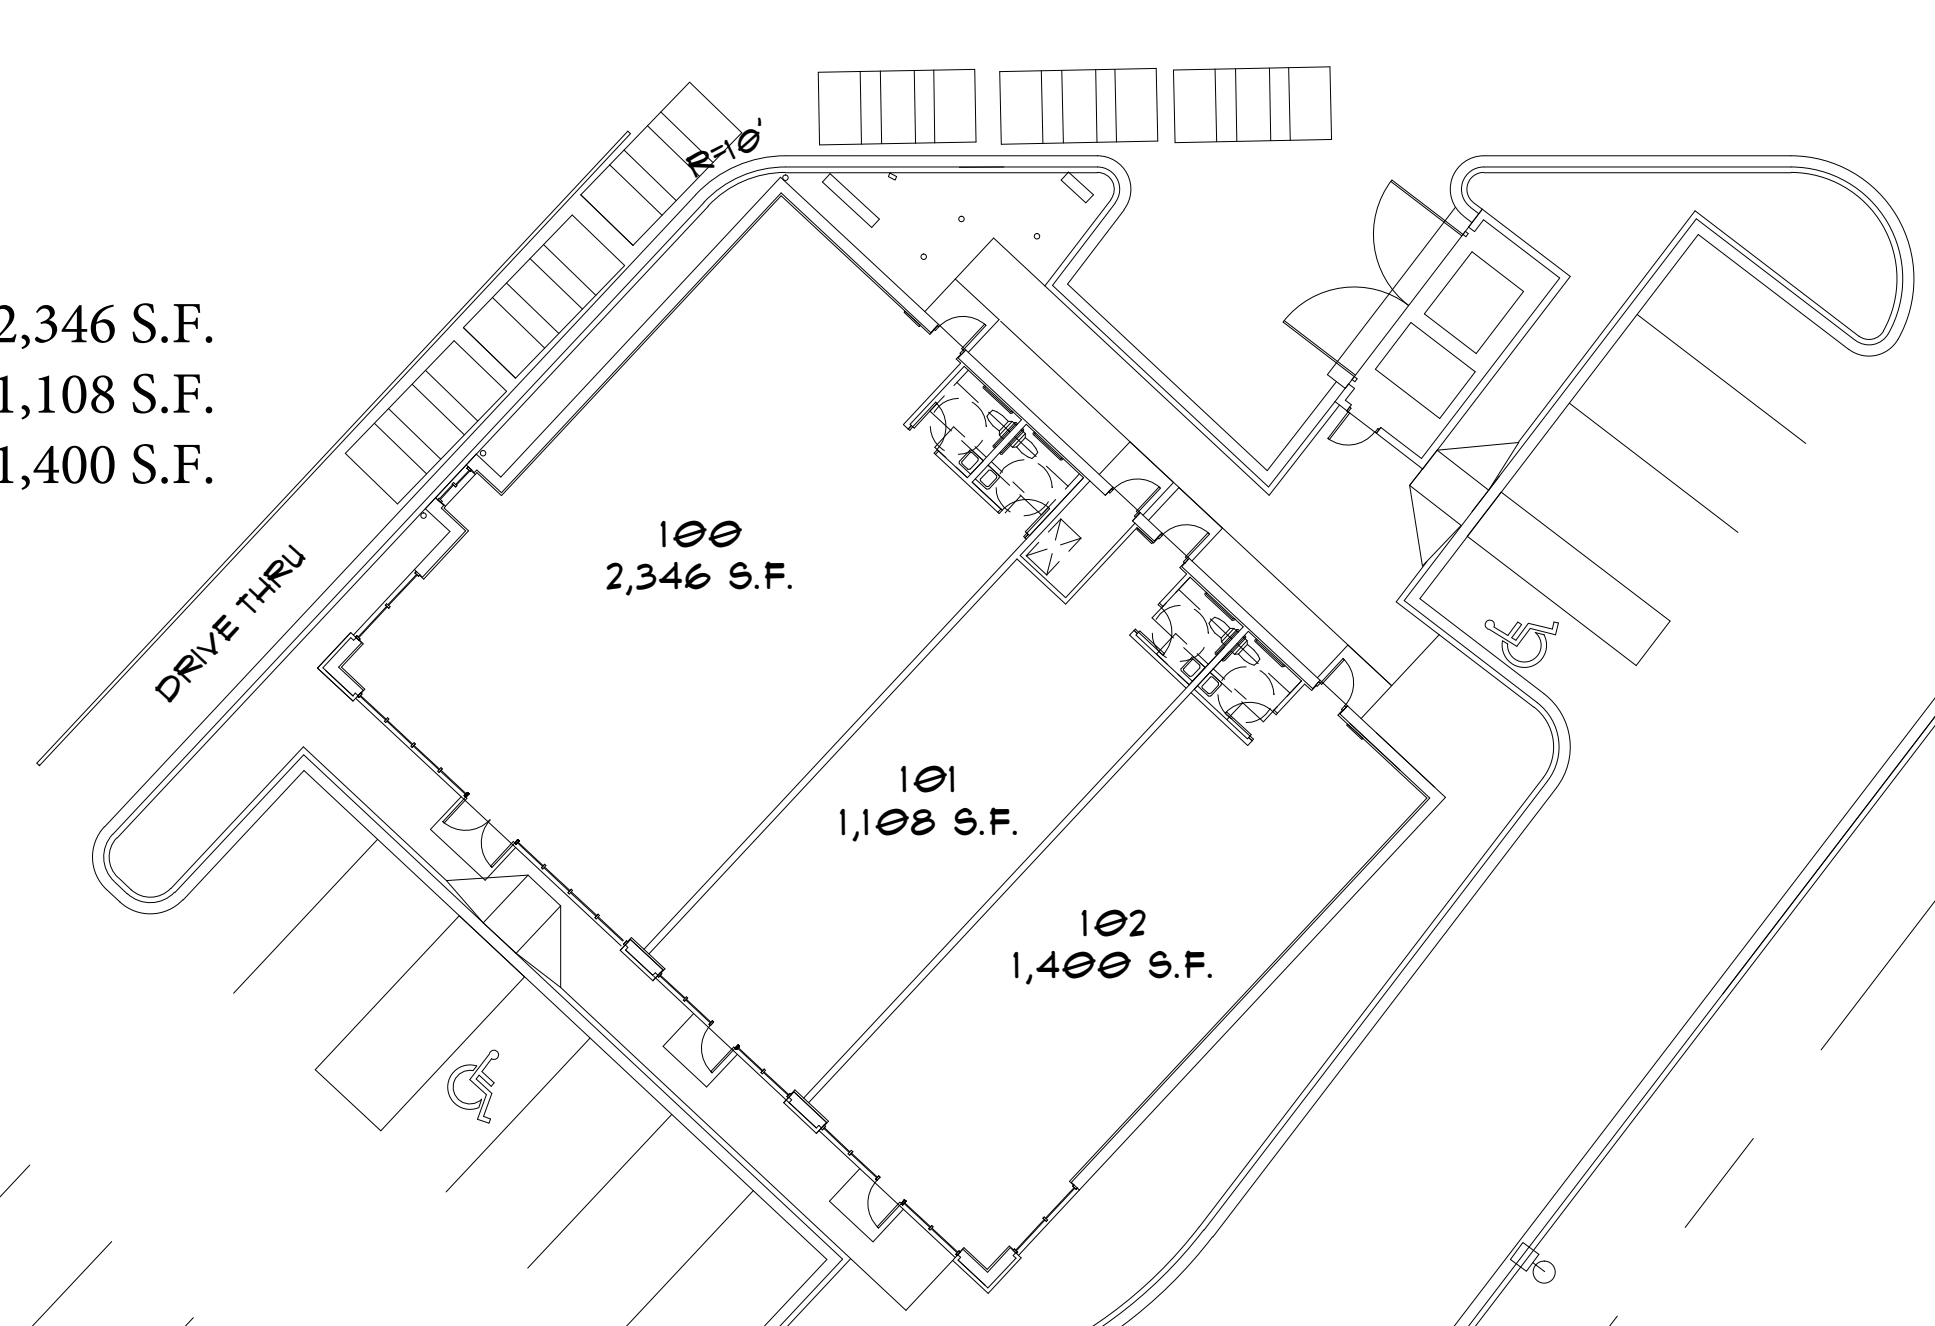 R=10'
2,346 S.F.
1,108 S.F.
1,400 S.F.
100
2,346 S.F.
DRIVE THRU
101
1,108 S.F.
102
1,400 S.F.